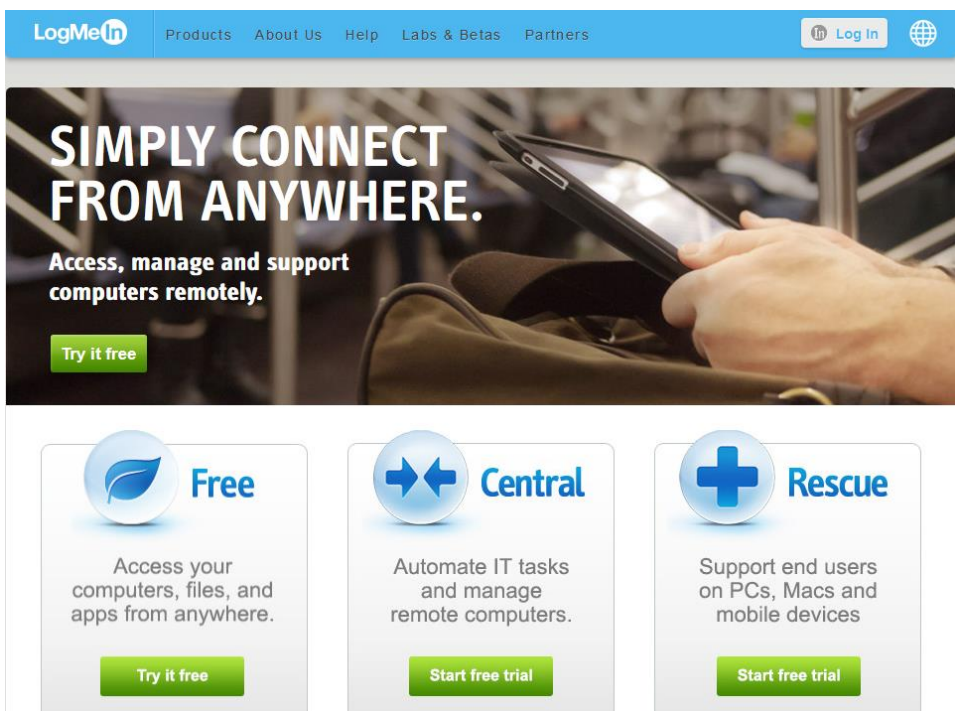 LogMeIn
Products About Us Help Labs & Betas Partners
In Log In
SIMPLY CONNECT
FROM ANYWHERE.
Access, manage and support
computers remotely.
Try it free
Free
Access your
computers, files, and
apps from anywhere.
Try it free
Central
Automate IT tasks
and manage
remote computers.
Start free trial
Rescue
Support end users
on PCs, Macs and
mobile devices
Start free trial